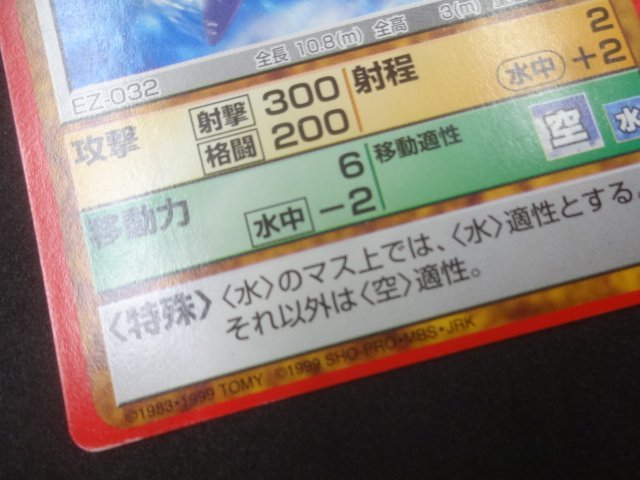 全長 10.8(m) 全高 3(m)
EZ-032
攻撃 射撃 300 射程 2
格闘 200 水中 +2
移動力 6 移動適性 空 水
水中 −2
〈特殊〉〈水〉のマス上では、〈水〉適性とする。
それ以外は〈空〉適性。
©1983・1999 TOMY ©1999 SHO-PRO・MBS・JRK